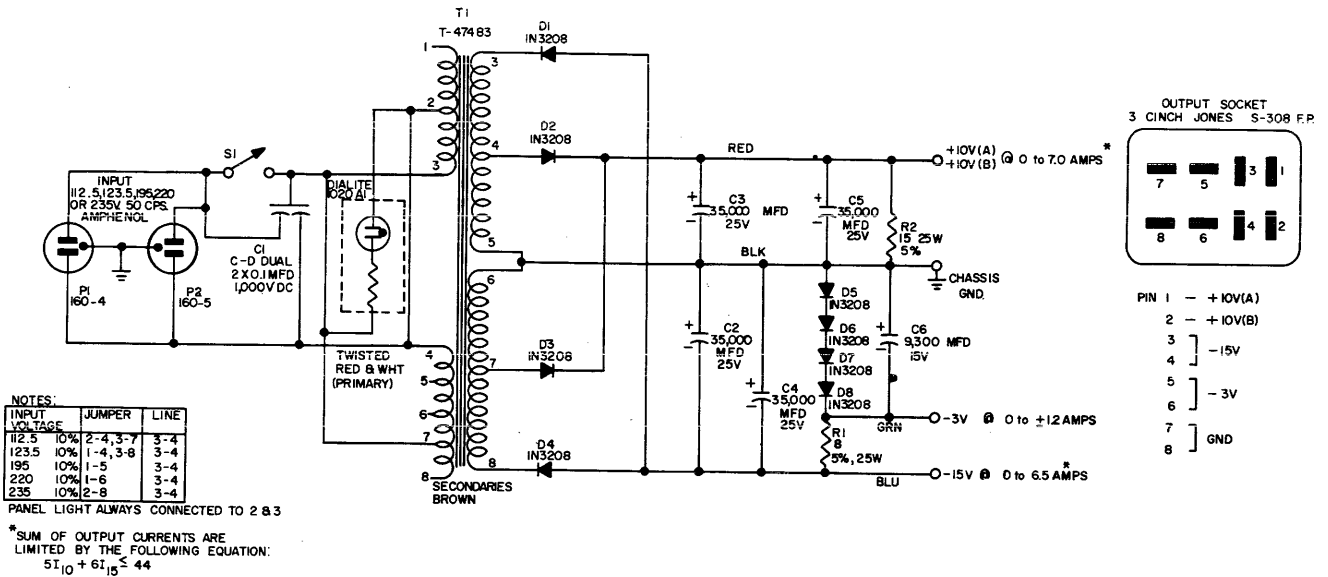 T1
T-47483
1
2
3
4
5
6
7
8
3
4
5
6
7
8
D1
IN3208
D2
IN3208
D3
IN3208
D4
IN3208
S1
INPUT
112.5,123.5,195,220
OR 235V. 50 CPS.
AMPHENOL
P1
160-4
P2
160-5
C1
C-D DUAL
2 X 0.1 MFD
1,000V DC
DIALITE
1020 A1
TWISTED
RED & WHT
(PRIMARY)
SECONDARIES
BROWN
RED
BLK
GRN
BLU
+
C3
35,000 MFD
25V
−
+
C5
35,000
MFD
25V
−
R2
15 25W
5%
+
C2
35,000
MFD
25V
−
+
C4
35,000
MFD
25V
−
D5
IN3208
D6
IN3208
D7
IN3208
D8
IN3208
+
C6
9,300 MFD
15V
−
R1
8
5%, 25W
+10V(A)
+10V(B) @ 0 to 7.0 AMPS*
CHASSIS
GND.
-3V @ 0 to ±1.2 AMPS
-15V @ 0 to 6.5 AMPS*
OUTPUT SOCKET
3 CINCH JONES S-308 F.P.
7 5 3 1
8 6 4 2
PIN 1 - +10V(A)
2 - +10V(B)
3
4 ] -15V
5
6 ] -3V
7
8 ] GND
NOTES:
INPUT VOLTAGE JUMPER LINE
112.5 10% 2-4,3-7 3-4
123.5 10% 1-4,3-8 3-4
195 10% 1-5 3-4
220 10% 1-6 3-4
235 10% 2-8 3-4
PANEL LIGHT ALWAYS CONNECTED TO 2 & 3
*SUM OF OUTPUT CURRENTS ARE
LIMITED BY THE FOLLOWING EQUATION:
5I10 + 6I15 ≤ 44